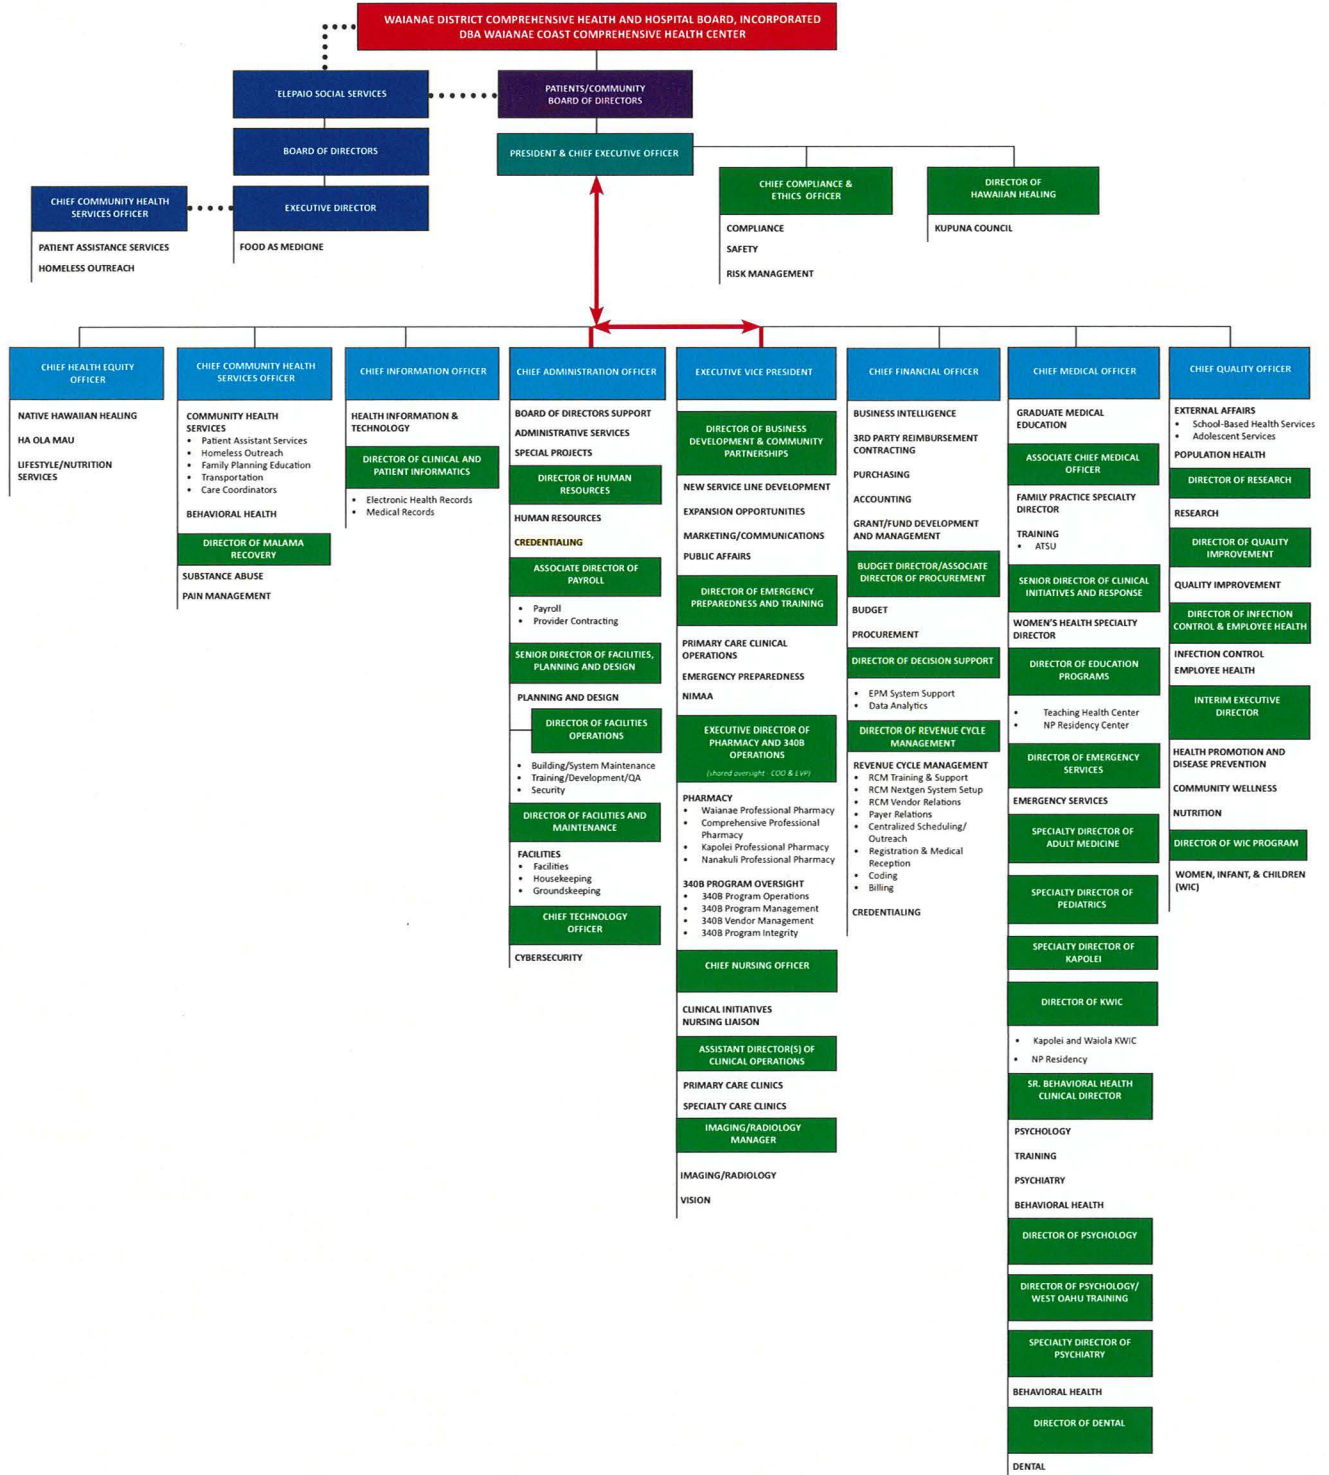 WAIANAE DISTRICT COMPREHENSIVE HEALTH AND HOSPITAL BOARD, INCORPORATED
DBA WAIANAE COAST COMPREHENSIVE HEALTH CENTER
`ELEPAIO SOCIAL SERVICES
PATIENTS/COMMUNITY
BOARD OF DIRECTORS
BOARD OF DIRECTORS
PRESIDENT & CHIEF EXECUTIVE OFFICER
CHIEF COMMUNITY HEALTH
SERVICES OFFICER
PATIENT ASSISTANCE SERVICES
HOMELESS OUTREACH
EXECUTIVE DIRECTOR
FOOD AS MEDICINE
CHIEF COMPLIANCE &
ETHICS OFFICER
COMPLIANCE
SAFETY
RISK MANAGEMENT
DIRECTOR OF
HAWAIIAN HEALING
KUPUNA COUNCIL
CHIEF HEALTH EQUITY
OFFICER
NATIVE HAWAIIAN HEALING
HA OLA MAU
LIFESTYLE/NUTRITION
SERVICES
CHIEF COMMUNITY HEALTH
SERVICES OFFICER
COMMUNITY HEALTH
SERVICES
• Patient Assistant Services
• Homeless Outreach
• Family Planning Education
• Transportation
• Care Coordinators
BEHAVIORAL HEALTH
DIRECTOR OF MALAMA
RECOVERY
SUBSTANCE ABUSE
PAIN MANAGEMENT
CHIEF INFORMATION OFFICER
HEALTH INFORMATION &
TECHNOLOGY
DIRECTOR OF CLINICAL AND
PATIENT INFORMATICS
• Electronic Health Records
• Medical Records
CHIEF ADMINISTRATION OFFICER
BOARD OF DIRECTORS SUPPORT
ADMINISTRATIVE SERVICES
SPECIAL PROJECTS
DIRECTOR OF HUMAN
RESOURCES
HUMAN RESOURCES
CREDENTIALING
ASSOCIATE DIRECTOR OF
PAYROLL
• Payroll
• Provider Contracting
SENIOR DIRECTOR OF FACILITIES,
PLANNING AND DESIGN
PLANNING AND DESIGN
DIRECTOR OF FACILITIES
OPERATIONS
• Building/System Maintenance
• Training/Development/QA
• Security
DIRECTOR OF FACILITIES AND
MAINTENANCE
FACILITIES
• Facilities
• Housekeeping
• Groundskeeping
CHIEF TECHNOLOGY
OFFICER
CYBERSECURITY
EXECUTIVE VICE PRESIDENT
DIRECTOR OF BUSINESS
DEVELOPMENT & COMMUNITY
PARTNERSHIPS
NEW SERVICE LINE DEVELOPMENT
EXPANSION OPPORTUNITIES
MARKETING/COMMUNICATIONS
PUBLIC AFFAIRS
DIRECTOR OF EMERGENCY
PREPAREDNESS AND TRAINING
PRIMARY CARE CLINICAL
OPERATIONS
EMERGENCY PREPAREDNESS
NIMAA
EXECUTIVE DIRECTOR OF
PHARMACY AND 340B
OPERATIONS
(shared oversight - COO & EVP)
PHARMACY
• Waianae Professional Pharmacy
• Comprehensive Professional
Pharmacy
• Kapolei Professional Pharmacy
• Nanakuli Professional Pharmacy
340B PROGRAM OVERSIGHT
• 340B Program Operations
• 340B Program Management
• 340B Vendor Management
• 340B Program Integrity
CHIEF NURSING OFFICER
CLINICAL INITIATIVES
NURSING LIAISON
ASSISTANT DIRECTOR(S) OF
CLINICAL OPERATIONS
PRIMARY CARE CLINICS
SPECIALTY CARE CLINICS
IMAGING/RADIOLOGY
MANAGER
IMAGING/RADIOLOGY
VISION
CHIEF FINANCIAL OFFICER
BUSINESS INTELLIGENCE
3RD PARTY REIMBURSEMENT
CONTRACTING
PURCHASING
ACCOUNTING
GRANT/FUND DEVELOPMENT
AND MANAGEMENT
BUDGET DIRECTOR/ASSOCIATE
DIRECTOR OF PROCUREMENT
BUDGET
PROCUREMENT
DIRECTOR OF DECISION SUPPORT
• EPM System Support
• Data Analytics
DIRECTOR OF REVENUE CYCLE
MANAGEMENT
REVENUE CYCLE MANAGEMENT
• RCM Training & Support
• RCM Nextgen System Setup
• RCM Vendor Relations
• Payer Relations
• Centralized Scheduling/
Outreach
• Registration & Medical
Reception
• Coding
• Billing
CREDENTIALING
CHIEF MEDICAL OFFICER
GRADUATE MEDICAL
EDUCATION
ASSOCIATE CHIEF MEDICAL
OFFICER
FAMILY PRACTICE SPECIALTY
DIRECTOR
TRAINING
• ATSU
SENIOR DIRECTOR OF CLINICAL
INITIATIVES AND RESPONSE
WOMEN'S HEALTH SPECIALTY
DIRECTOR
DIRECTOR OF EDUCATION
PROGRAMS
• Teaching Health Center
• NP Residency Center
DIRECTOR OF EMERGENCY
SERVICES
EMERGENCY SERVICES
SPECIALTY DIRECTOR OF
ADULT MEDICINE
SPECIALTY DIRECTOR OF
PEDIATRICS
SPECIALTY DIRECTOR OF
KAPOLEI
DIRECTOR OF KWIC
• Kapolei and Waiola KWIC
• NP Residency
SR. BEHAVIORAL HEALTH
CLINICAL DIRECTOR
PSYCHOLOGY
TRAINING
PSYCHIATRY
BEHAVIORAL HEALTH
DIRECTOR OF PSYCHOLOGY
DIRECTOR OF PSYCHOLOGY/
WEST OAHU TRAINING
SPECIALTY DIRECTOR OF
PSYCHIATRY
BEHAVIORAL HEALTH
DIRECTOR OF DENTAL
DENTAL
CHIEF QUALITY OFFICER
EXTERNAL AFFAIRS
• School-Based Health Services
• Adolescent Services
POPULATION HEALTH
DIRECTOR OF RESEARCH
RESEARCH
DIRECTOR OF QUALITY
IMPROVEMENT
QUALITY IMPROVEMENT
DIRECTOR OF INFECTION
CONTROL & EMPLOYEE HEALTH
INFECTION CONTROL
EMPLOYEE HEALTH
INTERIM EXECUTIVE
DIRECTOR
HEALTH PROMOTION AND
DISEASE PREVENTION
COMMUNITY WELLNESS
NUTRITION
DIRECTOR OF WIC PROGRAM
WOMEN, INFANT, & CHILDREN
(WIC)